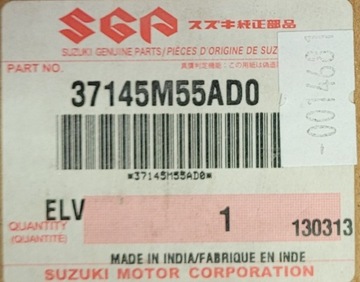 SGP スズキ純正部品
SUZUKI GENUINE PARTS/PIÈCES D'ORIGINE DE SUZ
PART NO.
37145M55AD0
-0014681
*37145M55AD0*
ELV
QUANTITY
(QUANTITÉ)
1
130313
MADE IN INDIA/FABRIQUE EN INDE
SUZUKI MOTOR CORPORATION